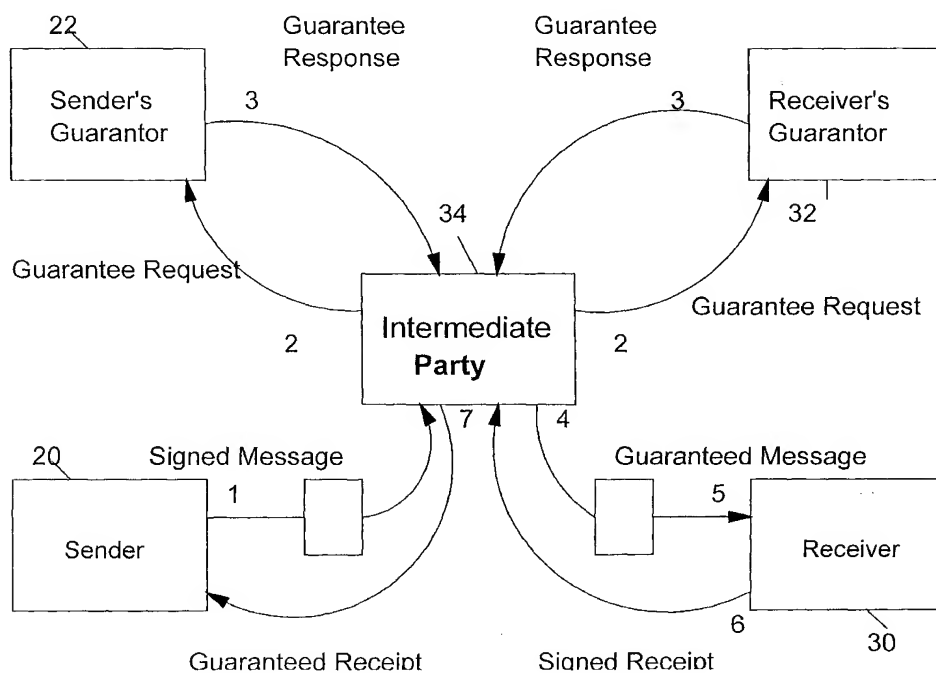 22
Guarantee
Response
Guarantee
Response
Sender's
Guarantor
3
3
Receiver's
Guarantor
34
32
Guarantee Request
Guarantee Request
2
Intermediate
Party
2
7
4
20
Signed Message
Guaranteed Message
1
5
Sender
Receiver
6
30
Guaranteed Receipt
Signed Receipt